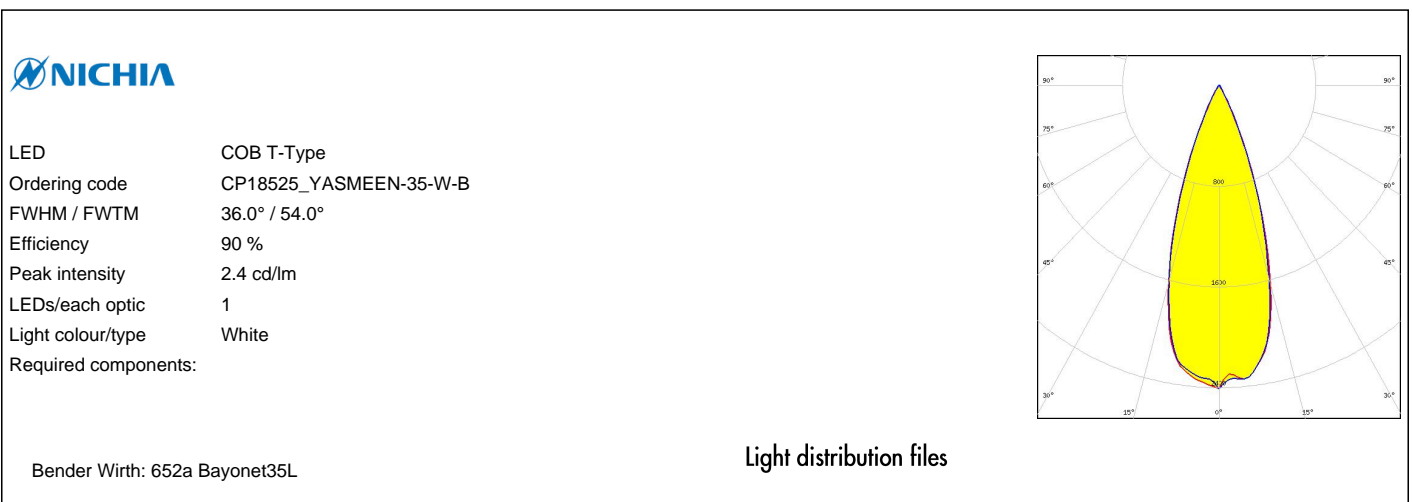 NICHIA
LED COB T-Type
Ordering code CP18525_YASMEEN-35-W-B
FWHM / FWTM 36.0° / 54.0°
Efficiency 90 %
Peak intensity 2.4 cd/lm
LEDs/each optic 1
Light colour/type White
Required components:
Bender Wirth: 652a Bayonet35L
Light distribution files
90° 90°
75° 75°
60° 800 60°
45° 45°
1600
2400
30° 30°
15° 0° 15°